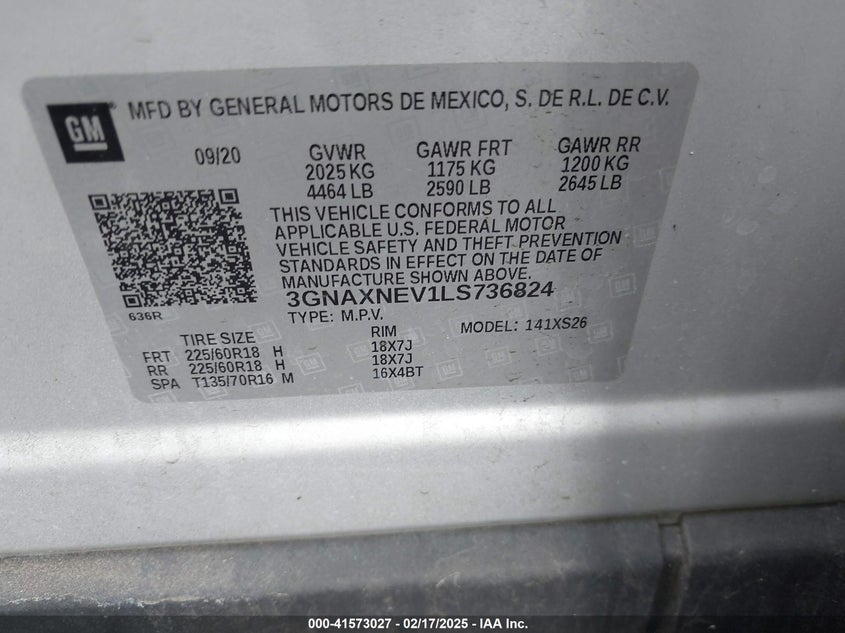 GM
MFD BY GENERAL MOTORS DE MEXICO, S. DE R.L. DE C.V.
09/20 GVWR GAWR FRT GAWR RR
2025 KG 1175 KG 1200 KG
4464 LB 2590 LB 2645 LB
THIS VEHICLE CONFORMS TO ALL
APPLICABLE U.S. FEDERAL MOTOR
VEHICLE SAFETY AND THEFT PREVENTION
STANDARDS IN EFFECT ON THE DATE OF
MANUFACTURE SHOWN ABOVE.
3GNAXNEV1LS736824
636R
TYPE: M.P.V. MODEL: 141XS26
TIRE SIZE RIM
FRT 225/60R18 H 18X7J
RR 225/60R18 H 18X7J
SPA T135/70R16 M 16X4BT
000-41573027 - 02/17/2025 - IAA Inc.